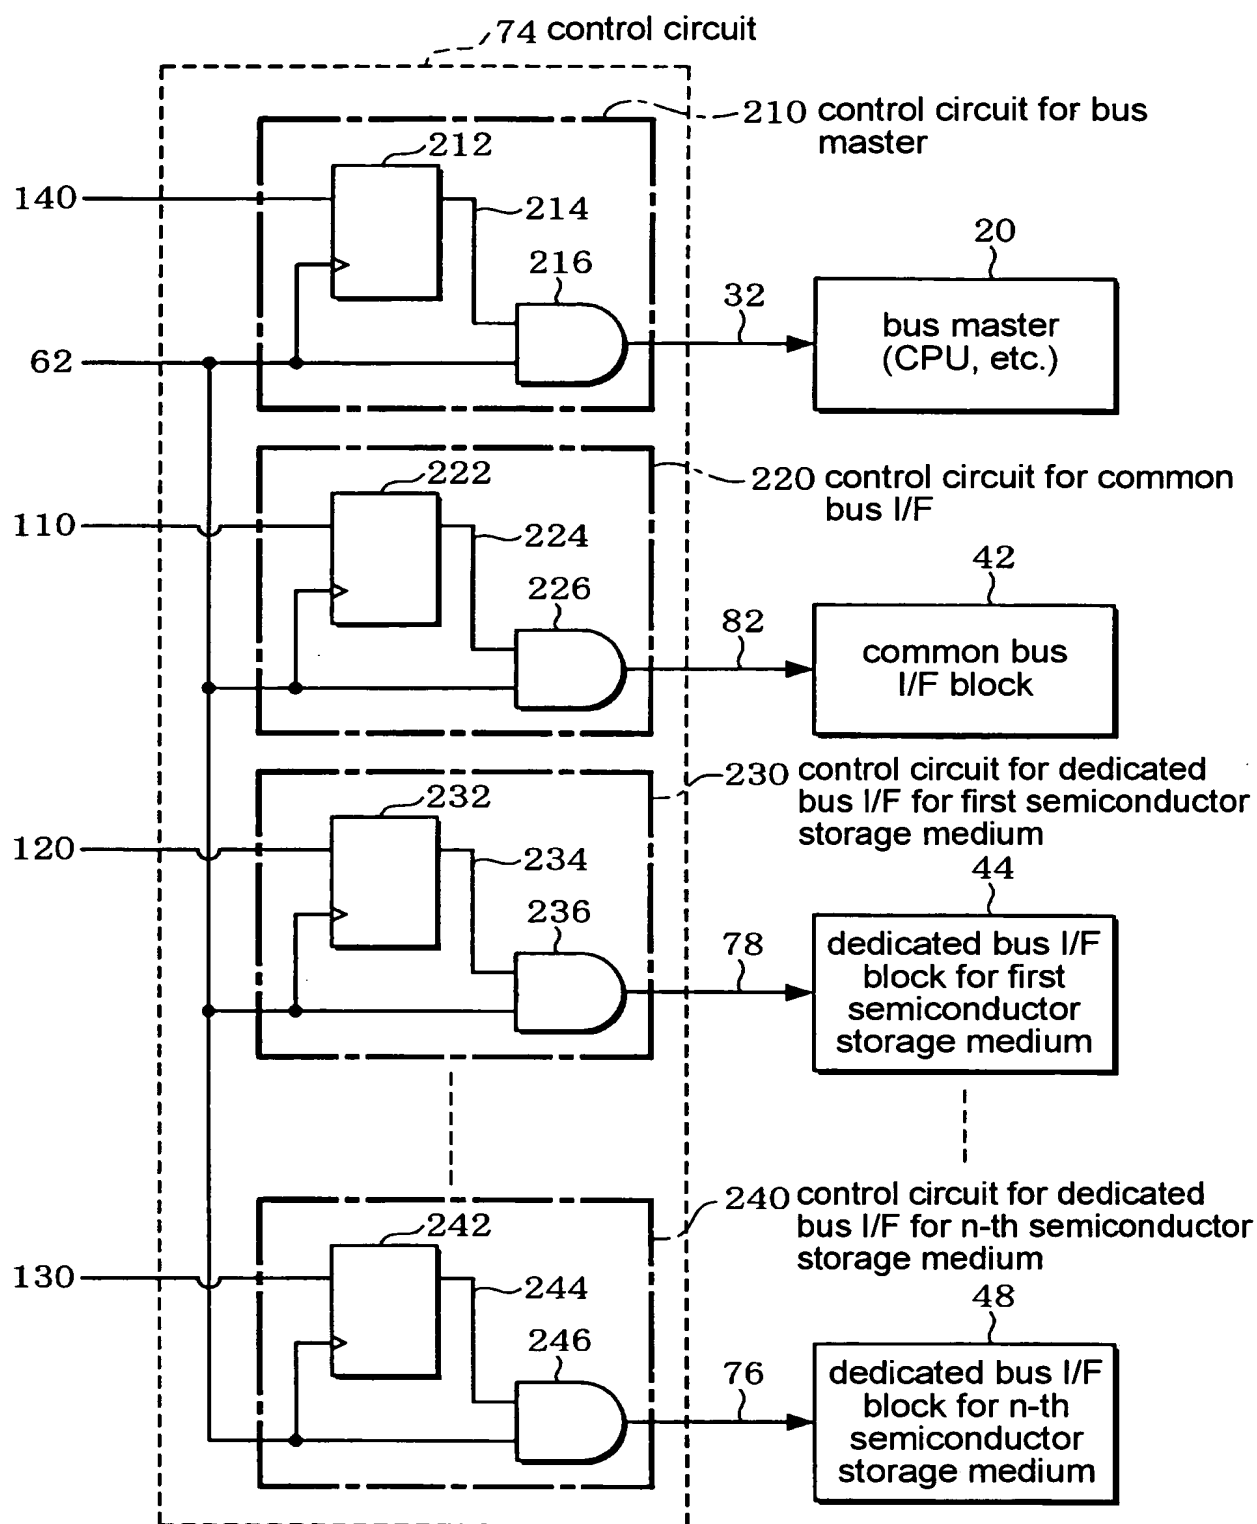 74 control circuit
210 control circuit for bus
master
212
140
214
216
20
32
bus master
(CPU, etc.)
62
222
220 control circuit for common
bus I/F
110
224
226
42
82
common bus
I/F block
230 control circuit for dedicated
bus I/F for first semiconductor
storage medium
232
120
234
236
44
78
dedicated bus I/F
block for first
semiconductor
storage medium
240 control circuit for dedicated
bus I/F for n-th semiconductor
storage medium
242
130
244
246
48
76
dedicated bus I/F
block for n-th
semiconductor
storage medium